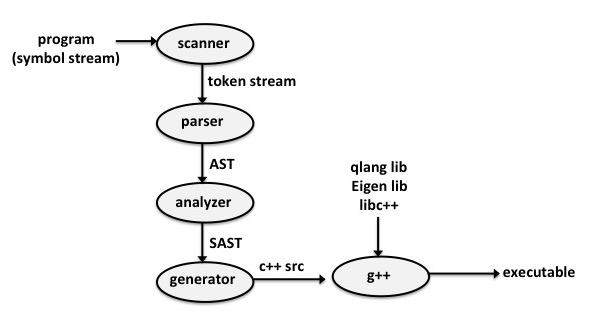 program
(symbol stream)
scanner
token stream
parser
AST
analyzer
SAST
generator
c++ src
qlang lib
Eigen lib
libc++
g++
executable